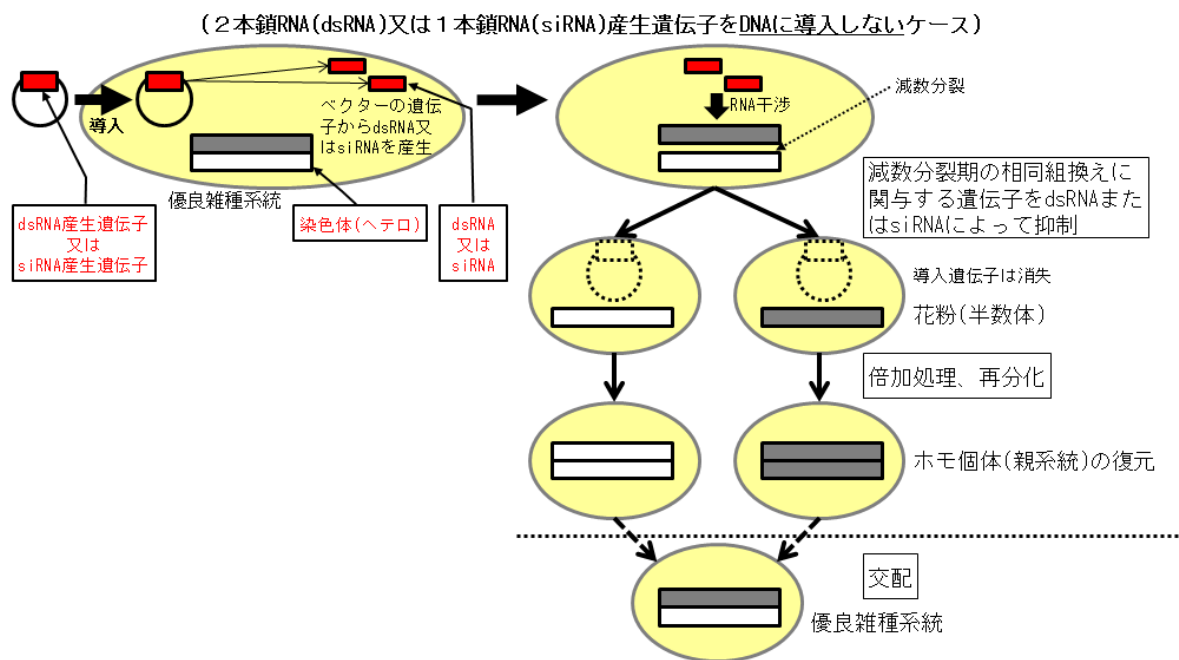 (２本鎖RNA(dsRNA)又は１本鎖RNA(siRNA)産生遺伝子をDNAに導入しないケース)
導入
ベクターの遺伝
子からdsRNA又
はsiRNAを産生
優良雑種系統
dsRNA産生遺伝子
又は
siRNA産生遺伝子
染色体(ヘテロ)
dsRNA
又は
siRNA
RNA干渉
減数分裂
減数分裂期の相同組換えに
関与する遺伝子をdsRNAまた
はsiRNAによって抑制
導入遺伝子は消失
花粉(半数体)
倍加処理、再分化
ホモ個体(親系統)の復元
交配
優良雑種系統